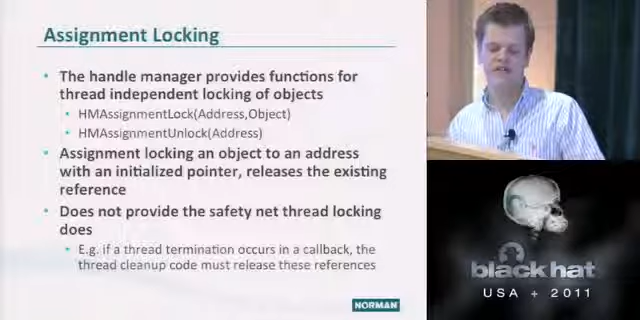 Assignment Locking
• The handle manager provides functions for
thread independent locking of objects
• HMAssignmentLock(Address,Object)
• HMAssignmentUnlock(Address)
• Assignment locking an object to an address
with an initialized pointer, releases the existing
reference
• Does not provide the safety net thread locking
does
• E.g. if a thread termination occurs in a callback, the
thread cleanup code must release these references
NORMAN
black hat
USA + 2011